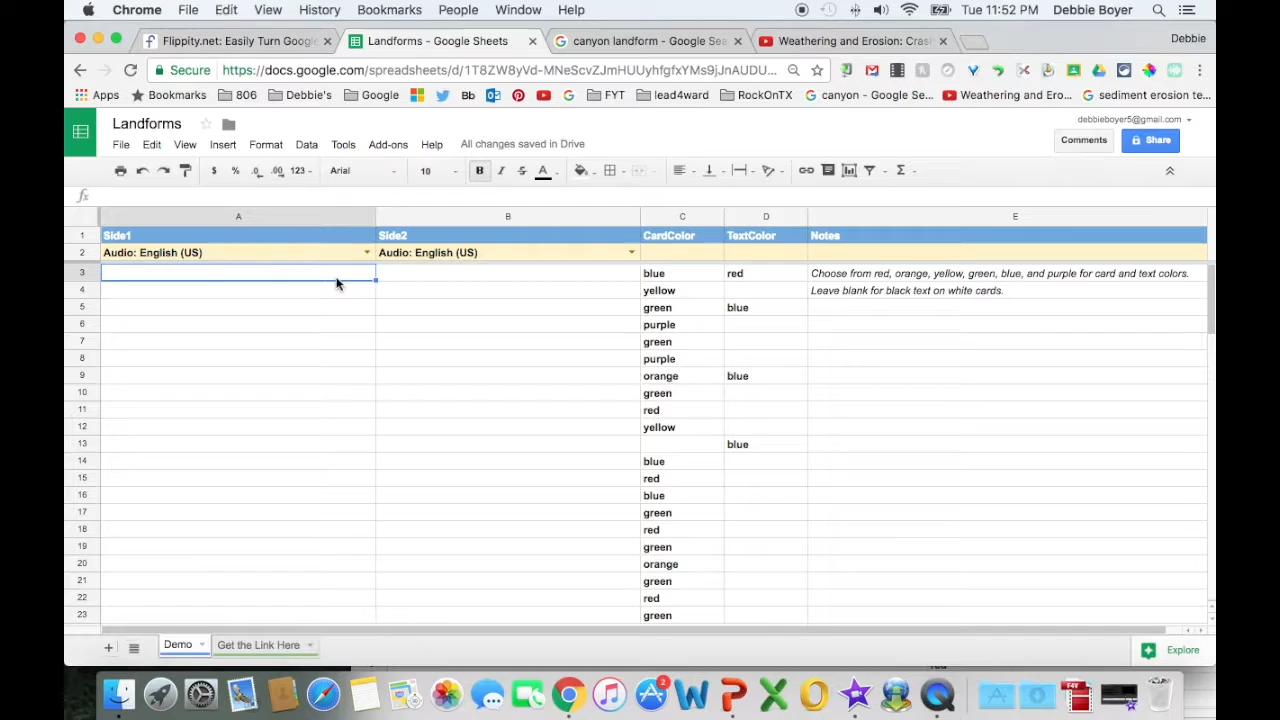 Chrome File Edit View History Bookmarks People Window Help Tue 11:52 PM Debbie Boyer
Flippity.net: Easily Turn Google Landforms - Google Sheets canyon landform - Google Sea Weathering and Erosion: Crash Debbie
Secure https://docs.google.com/spreadsheets/d/1T8ZW8yVd-MNeScvZJmHUUyhfgfxYMs9jJnAUDU...
Apps Bookmarks 806 Debbie's Google Bb FYT lead4ward RockOn canyon - Google Se... Weathering and Ero... sediment erosion te...
Landforms debbieboyer5@gmail.com
File Edit View Insert Format Data Tools Add-ons Help All changes saved in Drive Comments Share
$ % .0 .00 123 Arial 10 B I S A Σ
fx
A B C D E
1 Side1 Side2 CardColor TextColor Notes
2 Audio: English (US) Audio: English (US)
3 blue red Choose from red, orange, yellow, green, blue, and purple for card and text colors.
4 yellow Leave blank for black text on white cards.
5 green blue
6 purple
7 green
8 purple
9 orange blue
10 green
11 red
12 yellow
13 blue
14 blue
15 red
16 blue
17 green
18 red
19 green
20 orange
21 green
22 red
23 green
Demo Get the Link Here Explore
2